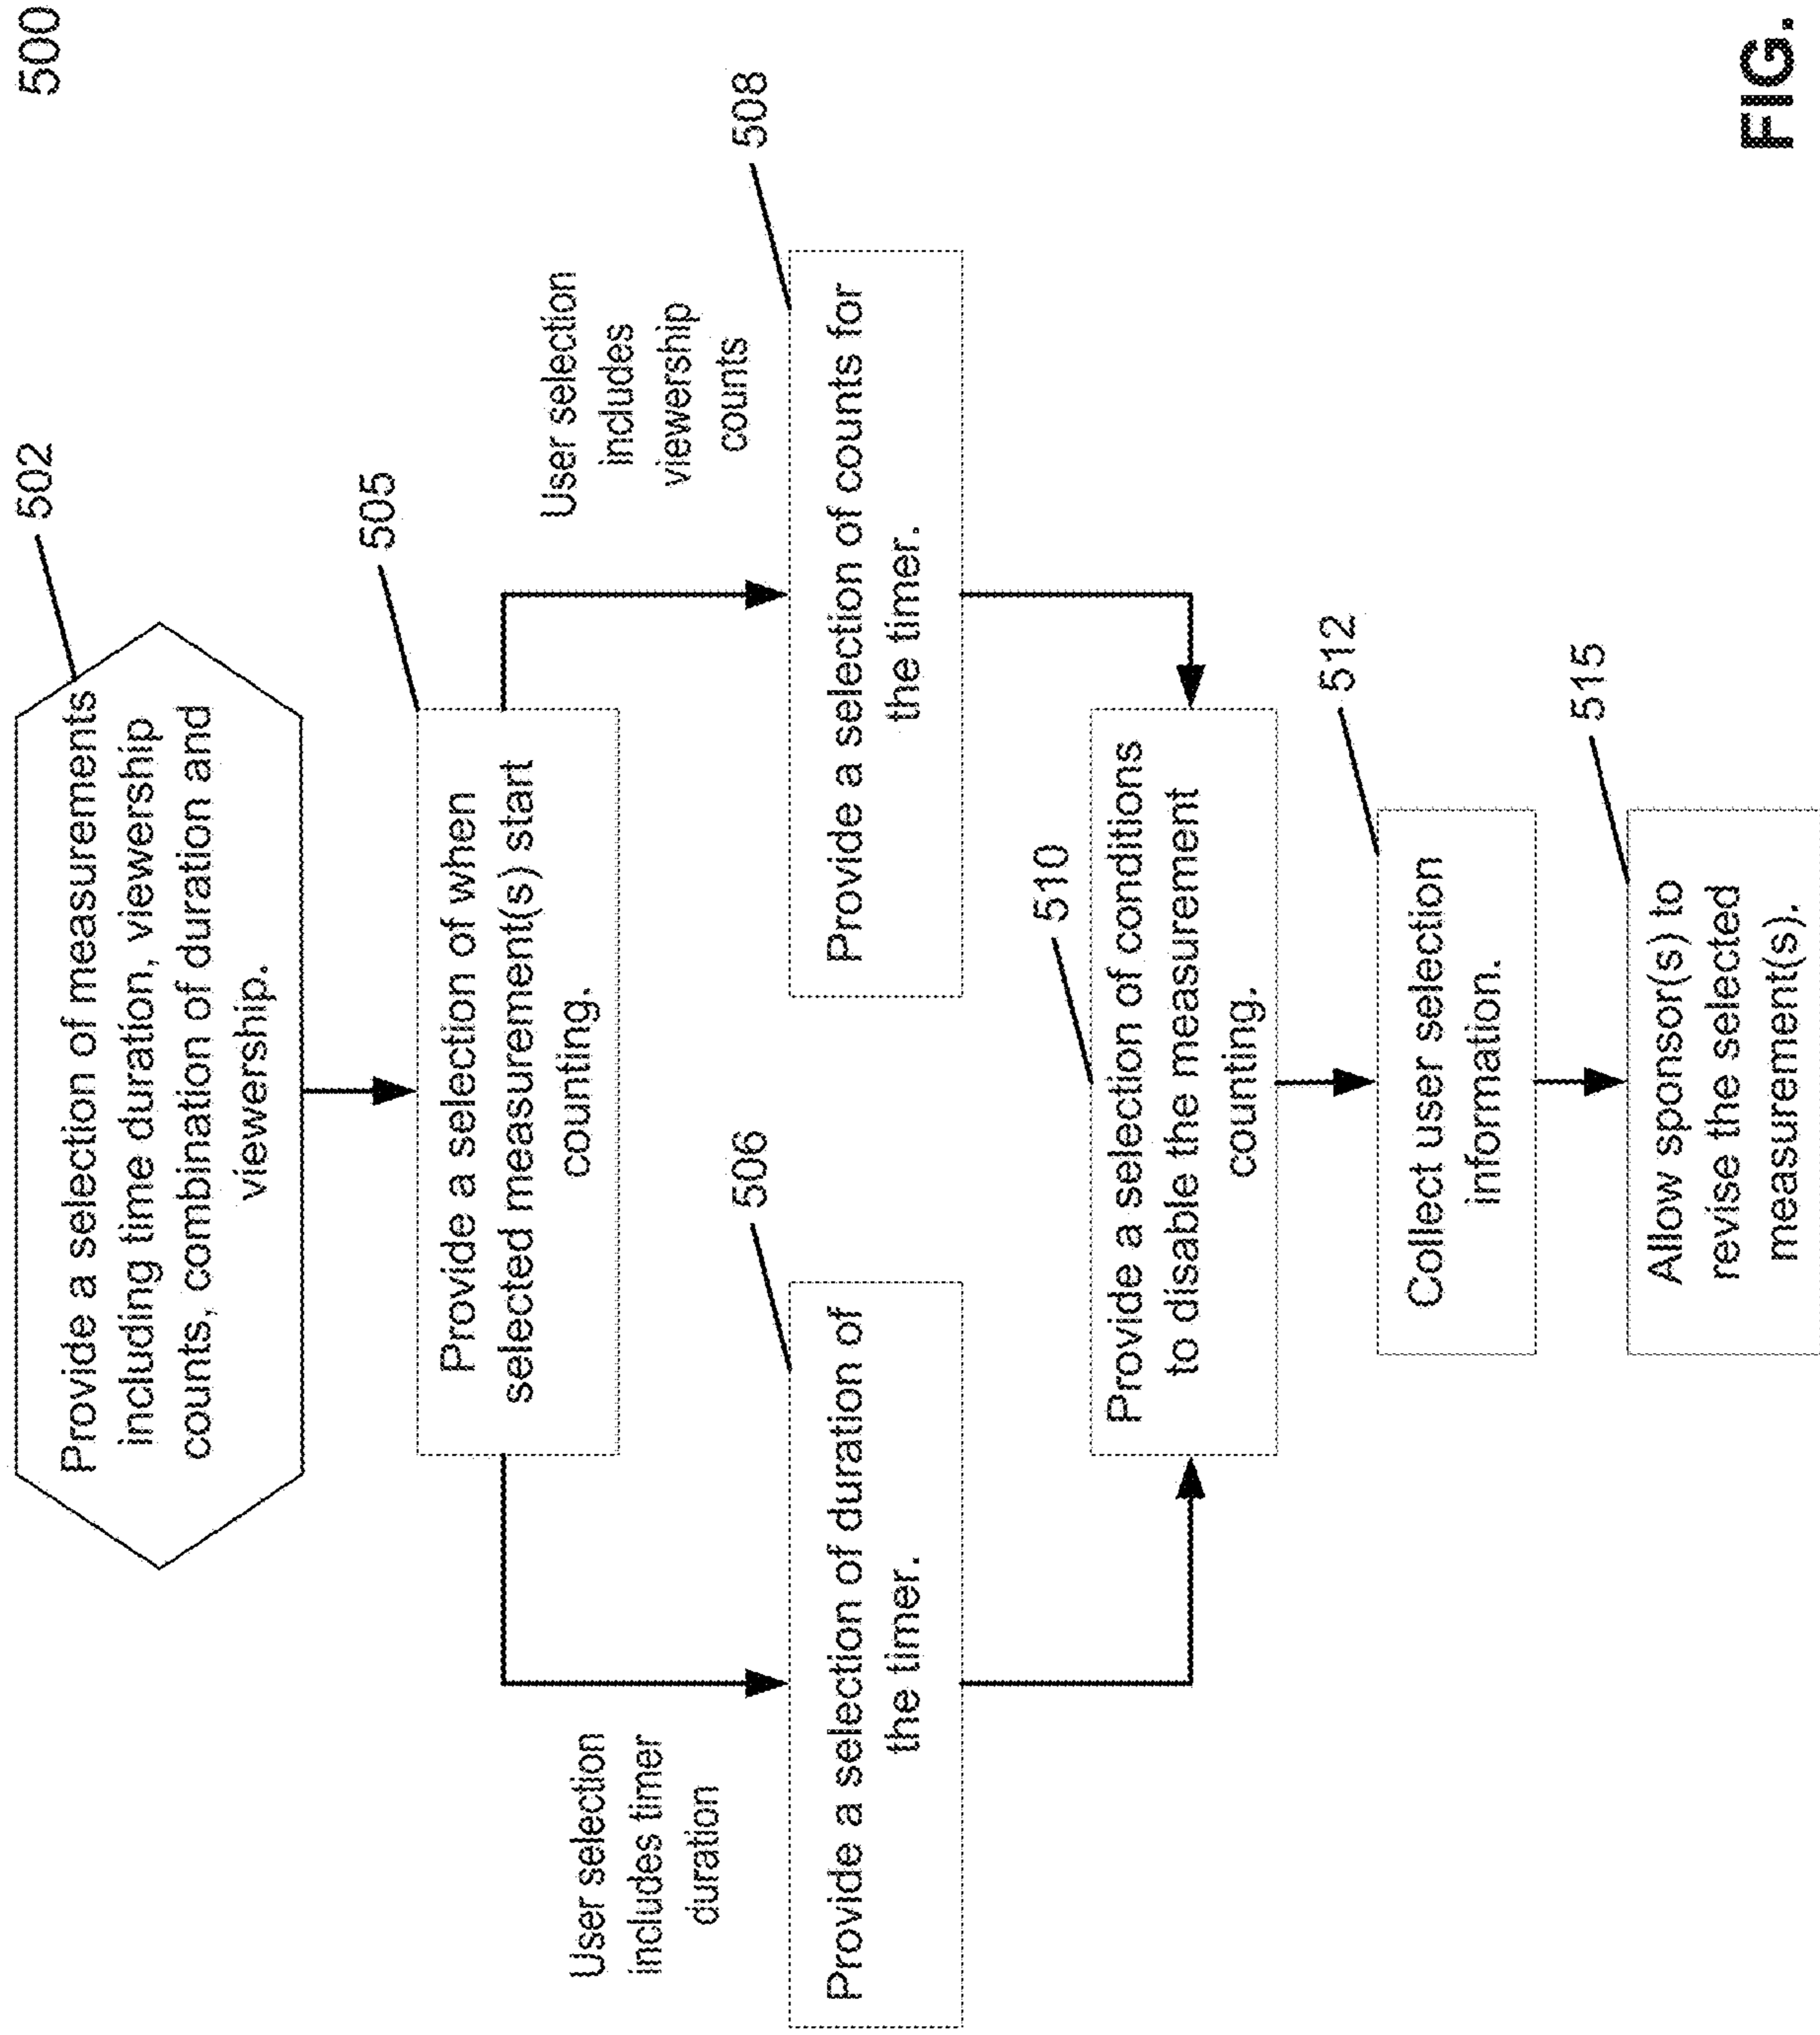 500
502
Provide a selection of measurements
including time duration, viewership
counts, combination of duration and
viewership.
505
Provide a selection of when
selected measurement(s) start
counting.
User selection
includes timer
duration
User selection
includes
viewership
counts
506
Provide a selection of duration of
the timer.
508
Provide a selection of counts for
the timer.
510
Provide a selection of conditions
to disable the measurement
counting.
512
Collect user selection
information.
515
Allow sponsor(s) to
revise the selected
measurement(s).
FIG.